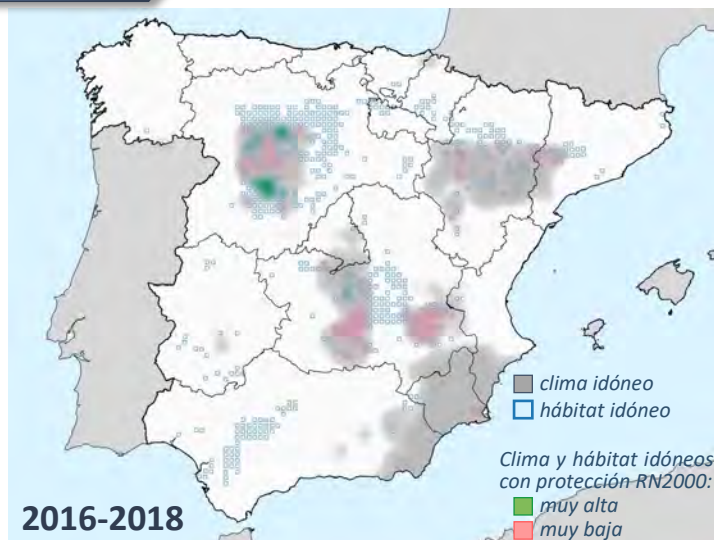 clima idóneo
hábitat idóneo
Clima y hábitat idóneos
con protección RN2000:
muy alta
muy baja
2016-2018